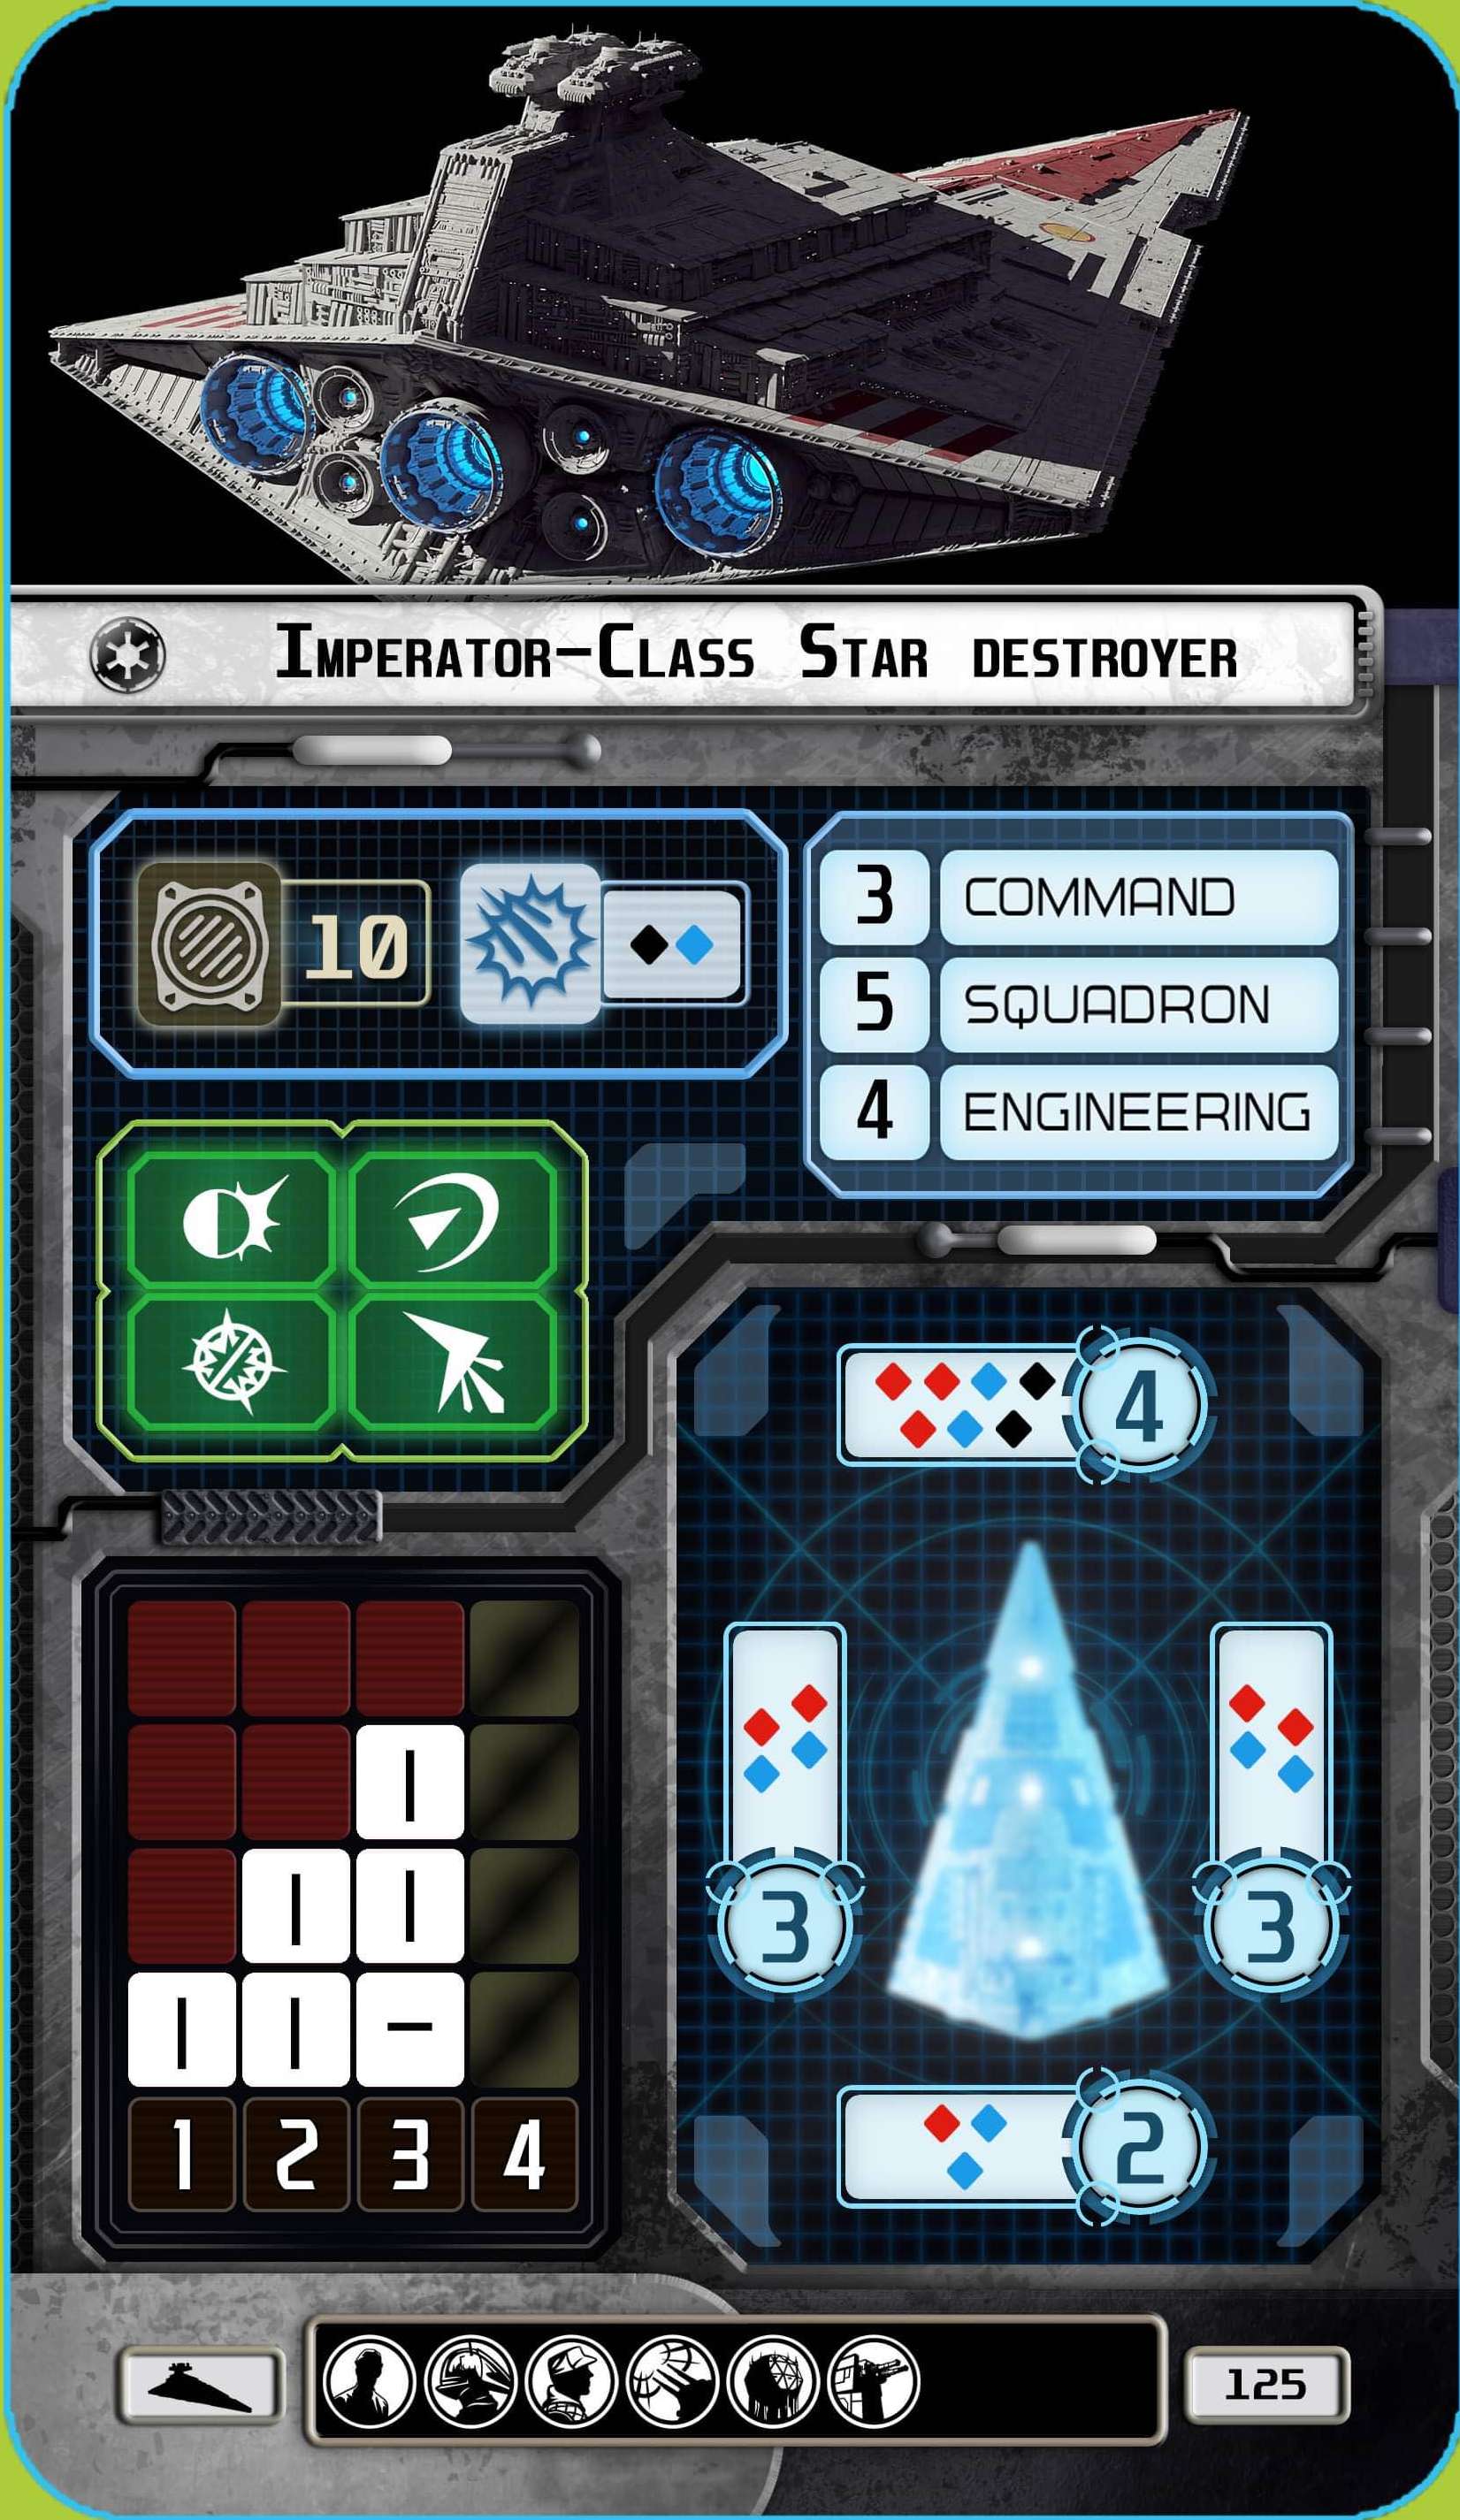 Imperator-Class Star destroyer
10
3 COMMAND
5 SQUADRON
4 ENGINEERING
4
I
I I
3 3
I I –
2
1 2 3 4
125